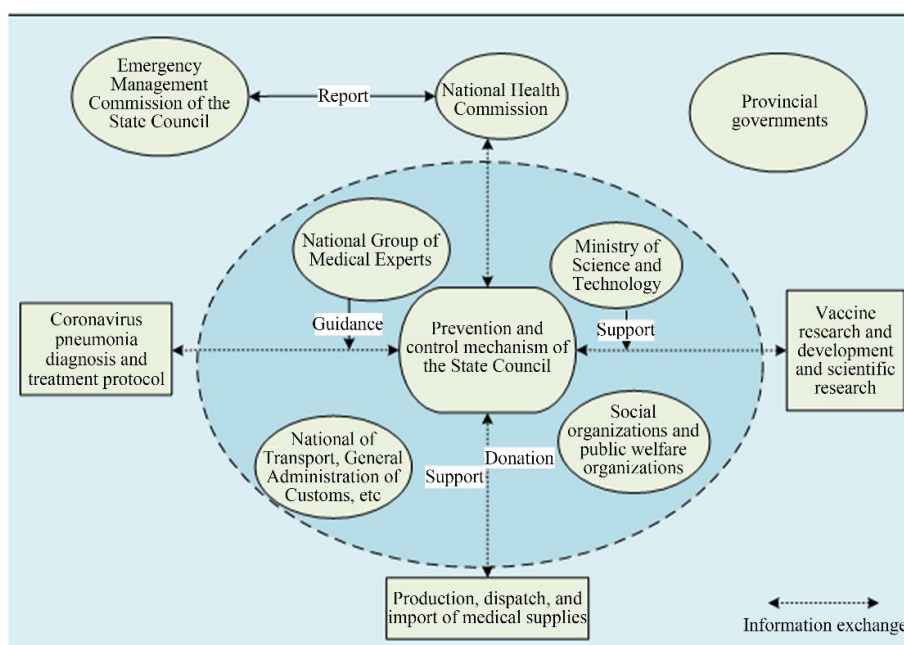 Emergency
Management
Commission of the
State Council
Report
National Health
Commission
Provincial
governments
National Group of
Medical Experts
Ministry of
Science and
Technology
Coronavirus
pneumonia
diagnosis and
treatment protocol
Guidance
Prevention and
control mechanism of
the State Council
Support
Vaccine
research and
development
and scientific
research
National of
Transport, General
Administration of
Customs, etc
Support
Donation
Social
organizations and
public welfare
organizations
Production, dispatch, and
import of medical supplies
Information exchange